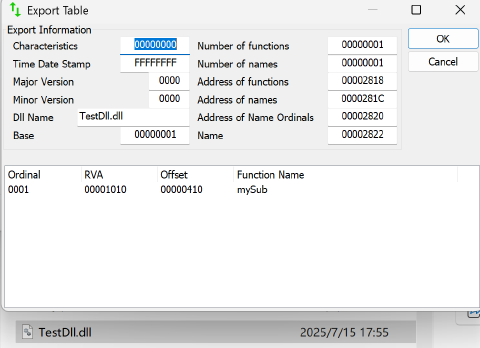 Export Table
Export Information
Characteristics 00000000 Number of functions 00000001 OK
Time Date Stamp FFFFFFFF Number of names 00000001 Cancel
Major Version 0000 Address of functions 00002818
Minor Version 0000 Address of names 0000281C
Dll Name TestDll.dll Address of Name Ordinals 00002820
Base 00000001 Name 00002822
Ordinal RVA Offset Function Name
0001 00001010 00000410 mySub
TestDll.dll 2025/7/15 17:55